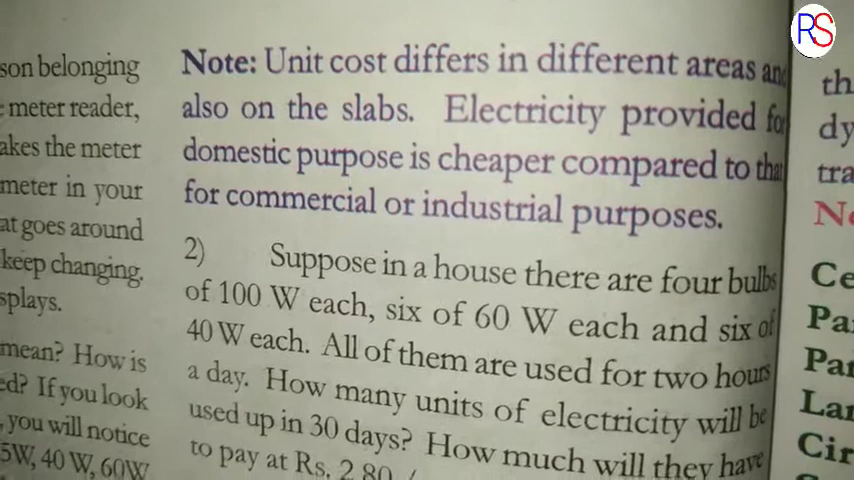 RS
son belonging
meter reader,
akes the meter
meter in your
at goes around
keep changing.
splays.
mean? How is
ed? If you look
, you will notice
5W, 40 W, 60W
Note: Unit cost differs in different areas and
also on the slabs. Electricity provided for
domestic purpose is cheaper compared to that
for commercial or industrial purposes.
2) Suppose in a house there are four bulbs
of 100 W each, six of 60 W each and six of
40 W each. All of them are used for two hours
a day. How many units of electricity will be
used up in 30 days? How much will they have
to pay at Rs. 2.80 /
th
dy
tra
No
Ce
Par
Par
Lar
Cir